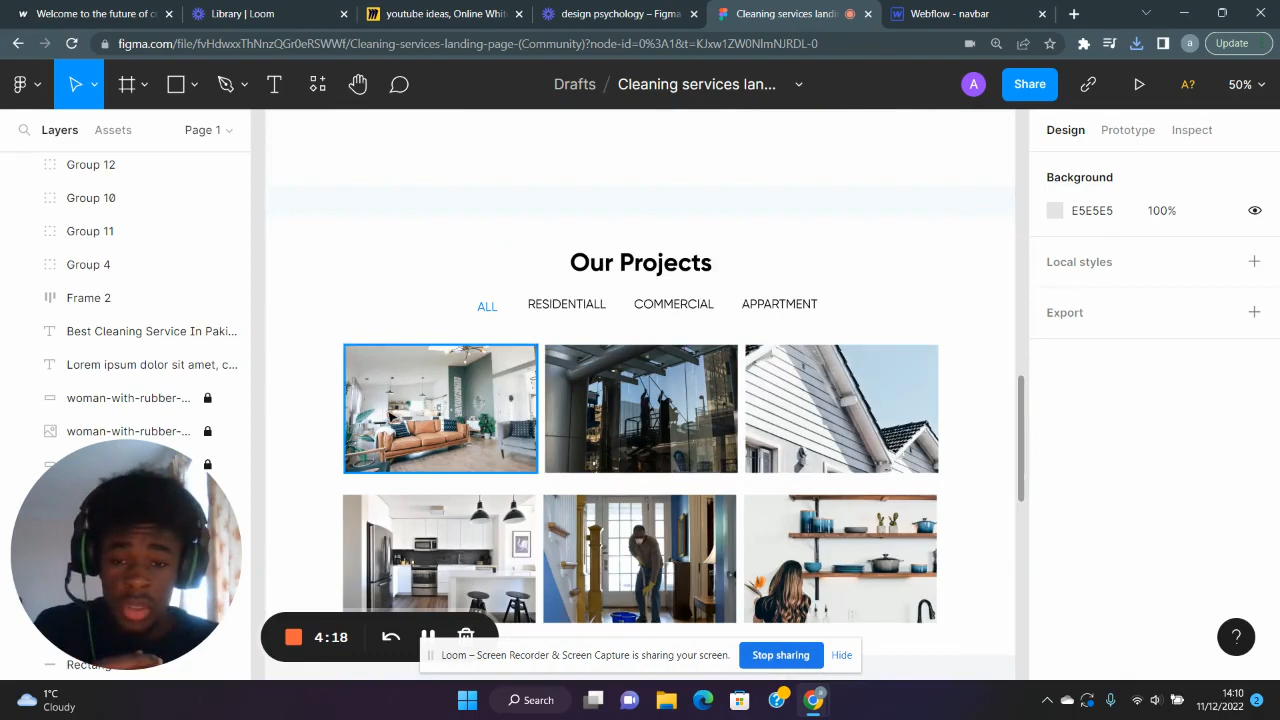 Welcome to the future of c
Library | Loom
youtube ideas, Online Whit
design psychology – Figma
Cleaning services landi
Webflow - navbar
figma.com/file/fvHdwxxThNnzQGr0eRSWWf/Cleaning-services-landing-page-(Community)?node-id=0%3A1&t=KJxw1ZW0NlmNJRDL-0
a
Update
Drafts / Cleaning services lan...
A
Share
A?
50%
Layers
Assets
Page 1
Design
Prototype
Inspect
Group 12
Group 10
Group 11
Group 4
Frame 2
Best Cleaning Service In Paki...
Lorem ipsum dolor sit amet, c...
woman-with-rubber-...
woman-with-rubber-...
Background
E5E5E5
100%
Local styles
Export
Our Projects
ALL
RESIDENTIALL
COMMERCIAL
APPARTMENT
4:18
Loom – Screen Recorder & Screen Capture is sharing your screen.
Stop sharing
Hide
?
1°C
Cloudy
Search
14:10
11/12/2022
2